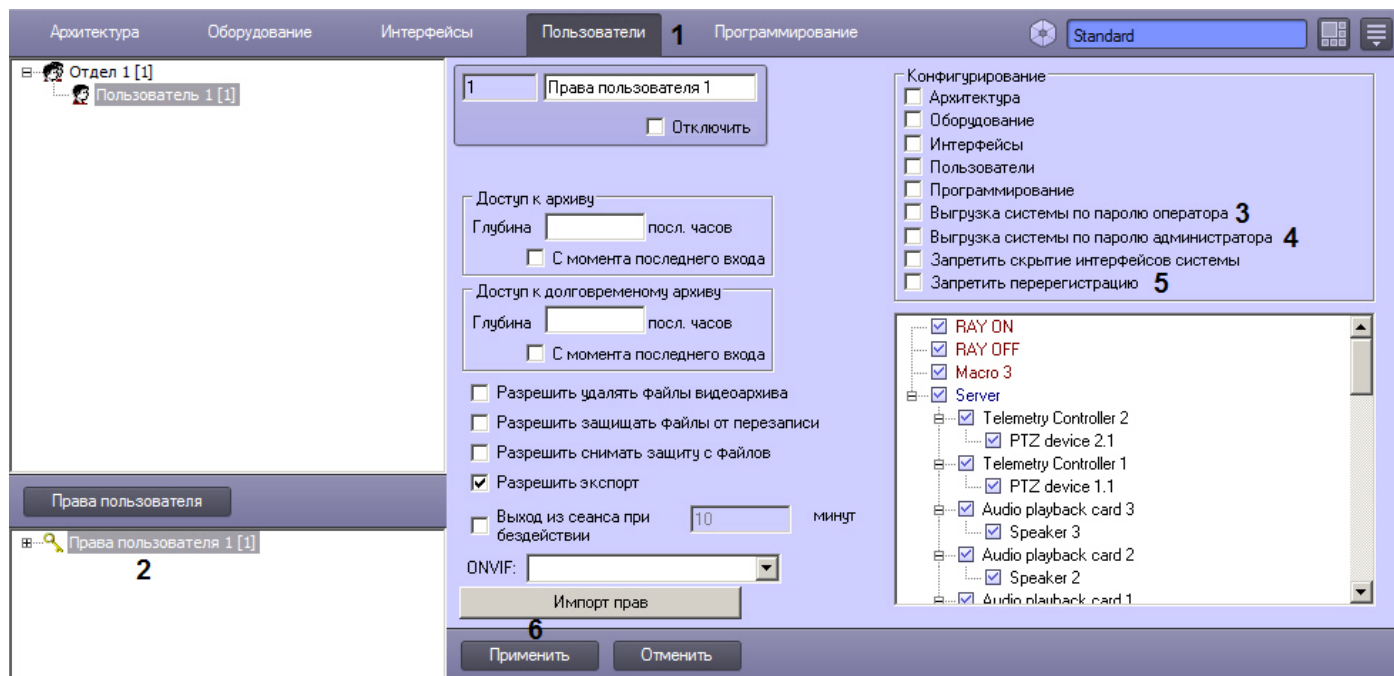 Архитектура Оборудование Интерфейсы Пользователи 1 Программирование Standard
Отдел 1 [1]
Пользователь 1 [1]
Права пользователя
Права пользователя 1 [1]
2
1 Права пользователя 1
Отключить
Доступ к архиву
Глубина посл. часов
С момента последнего входа
Доступ к долговременому архиву
Глубина посл. часов
С момента последнего входа
Разрешить удалять файлы видеоархива
Разрешить защищать файлы от перезаписи
Разрешить снимать защиту с файлов
Разрешить экспорт
Выход из сеанса при 10 минут
бездействии
ONVIF:
Импорт прав
6
Применить Отменить
Конфигурирование
Архитектура
Оборудование
Интерфейсы
Пользователи
Программирование
Выгрузка системы по паролю оператора 3
Выгрузка системы по паролю администратора 4
Запретить скрытие интерфейсов системы
Запретить перерегистрацию 5
RAY ON
RAY OFF
Macro 3
Server
Telemetry Controller 2
PTZ device 2.1
Telemetry Controller 1
PTZ device 1.1
Audio playback card 3
Speaker 3
Audio playback card 2
Speaker 2
Audio playback card 1